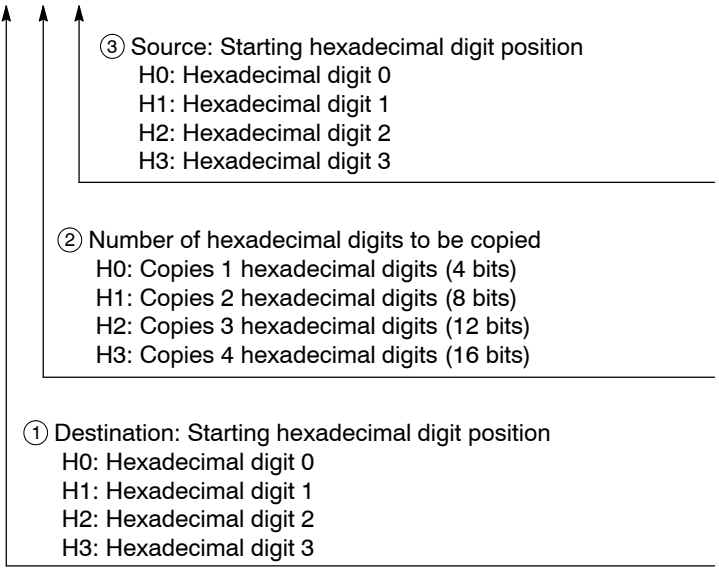 ③ Source: Starting hexadecimal digit position
H0: Hexadecimal digit 0
H1: Hexadecimal digit 1
H2: Hexadecimal digit 2
H3: Hexadecimal digit 3
② Number of hexadecimal digits to be copied
H0: Copies 1 hexadecimal digits (4 bits)
H1: Copies 2 hexadecimal digits (8 bits)
H2: Copies 3 hexadecimal digits (12 bits)
H3: Copies 4 hexadecimal digits (16 bits)
① Destination: Starting hexadecimal digit position
H0: Hexadecimal digit 0
H1: Hexadecimal digit 1
H2: Hexadecimal digit 2
H3: Hexadecimal digit 3